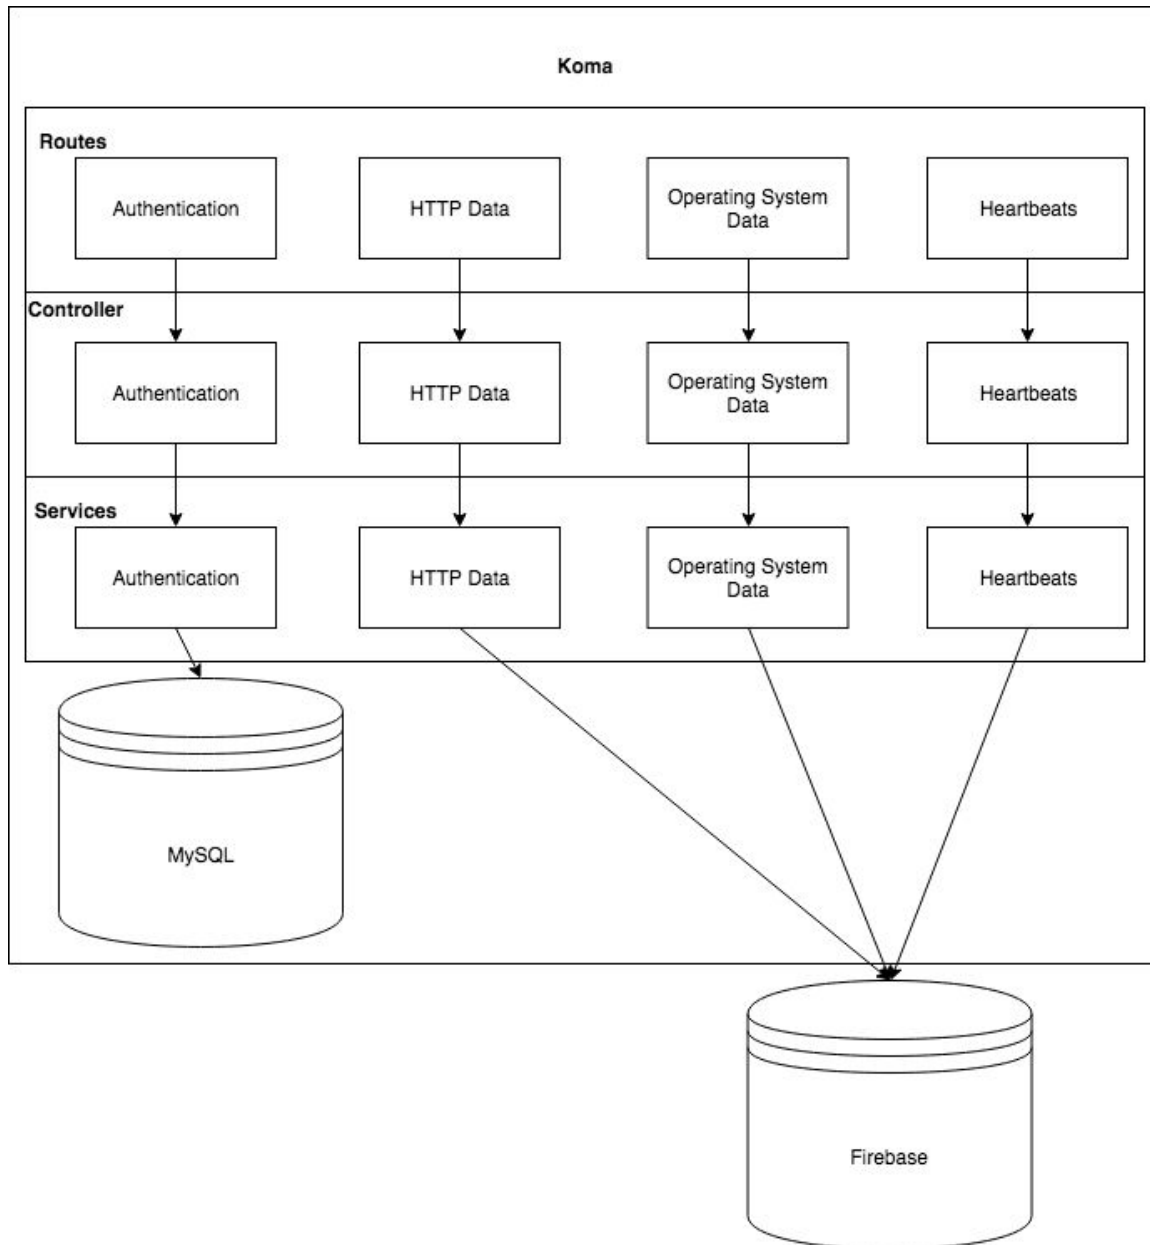 Koma
Routes
Authentication
HTTP Data
Operating System
Data
Heartbeats
Controller
Authentication
HTTP Data
Operating System
Data
Heartbeats
Services
Authentication
HTTP Data
Operating System
Data
Heartbeats
MySQL
Firebase